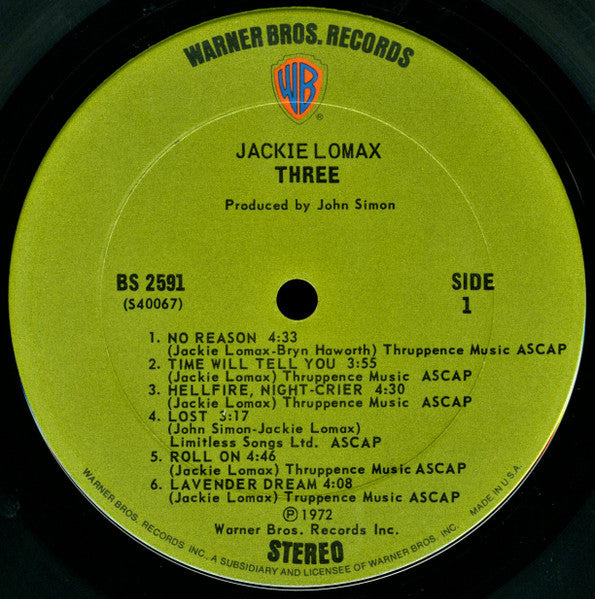 WARNER BROS. RECORDS
WB
®
JACKIE LOMAX
THREE
Produced by John Simon
BS 2591
(S40067)
SIDE
1
1. NO REASON 4:33
(Jackie Lomax-Bryn Haworth) Thruppence Music ASCAP
2. TIME WILL TELL YOU 3:55
(Jackie Lomax) Thruppence Music ASCAP
3. HELLFIRE, NIGHT-CRIER 4:30
(Jackie Lomax) Thruppence Music ASCAP
4. LOST 3:17
(John Simon-Jackie Lomax)
Limitless Songs Ltd. ASCAP
5. ROLL ON 4:46
(Jackie Lomax) Thruppence Music ASCAP
6. LAVENDER DREAM 4:08
(Jackie Lomax) Truppence Music ASCAP
℗ 1972
Warner Bros. Records Inc.
STEREO
WARNER BROS. RECORDS INC. A SUBSIDIARY AND LICENSEE OF WARNER BROS. INC. MADE IN U.S.A.